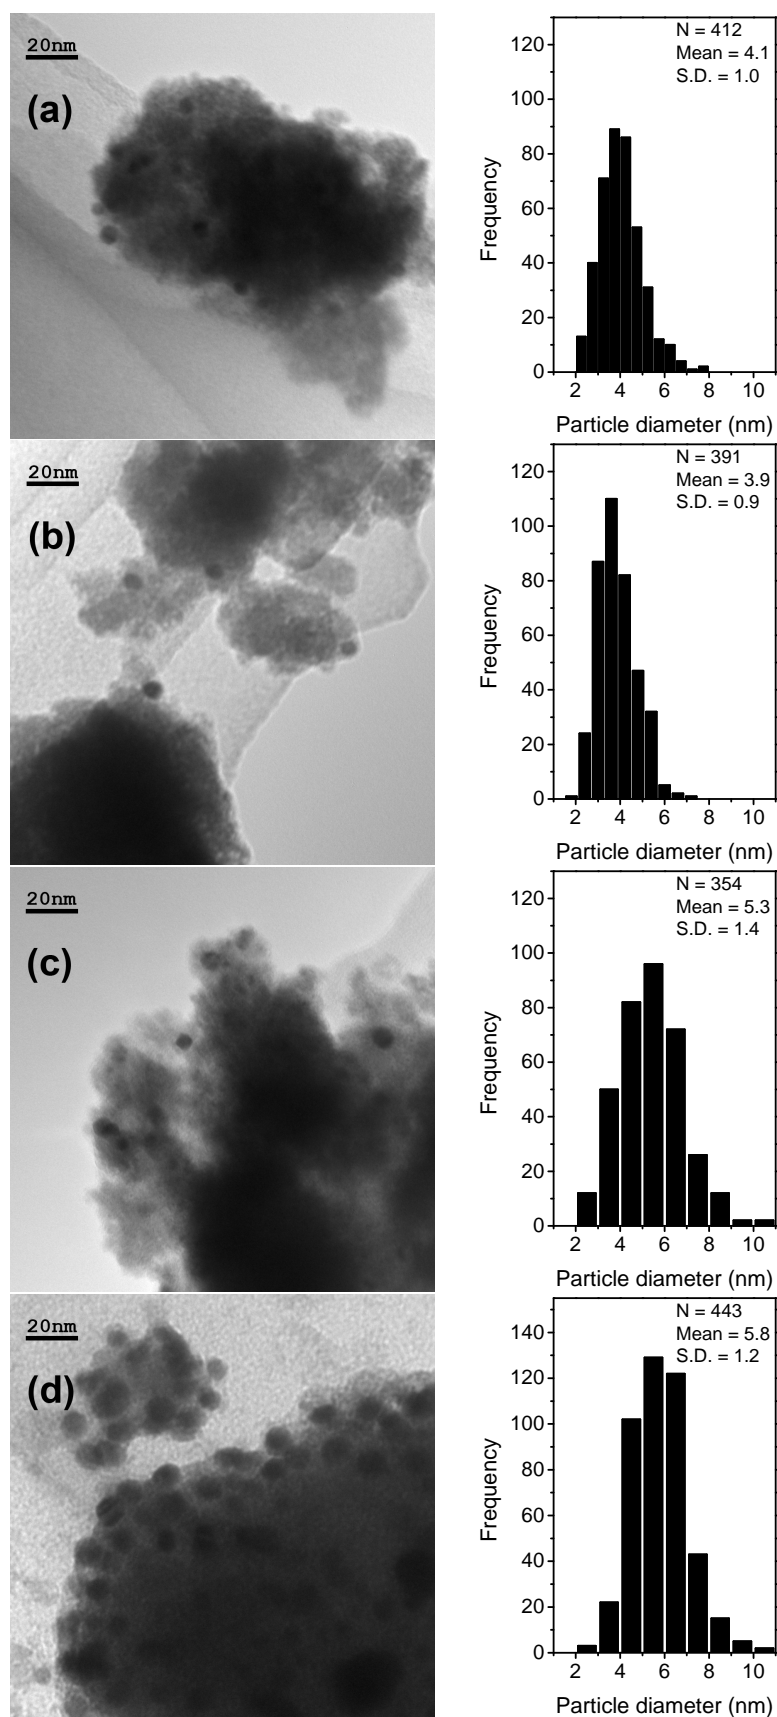 20nm
(a)
N = 412
Mean = 4.1
S.D. = 1.0
120
100
80
60
40
20
0
Frequency
2 4 6 8 10
Particle diameter (nm)
20nm
(b)
N = 391
Mean = 3.9
S.D. = 0.9
120
100
80
60
40
20
0
Frequency
2 4 6 8 10
Particle diameter (nm)
20nm
(c)
N = 354
Mean = 5.3
S.D. = 1.4
120
100
80
60
40
20
0
Frequency
2 4 6 8 10
Particle diameter (nm)
20nm
(d)
N = 443
Mean = 5.8
S.D. = 1.2
140
120
100
80
60
40
20
0
Frequency
2 4 6 8 10
Particle diameter (nm)